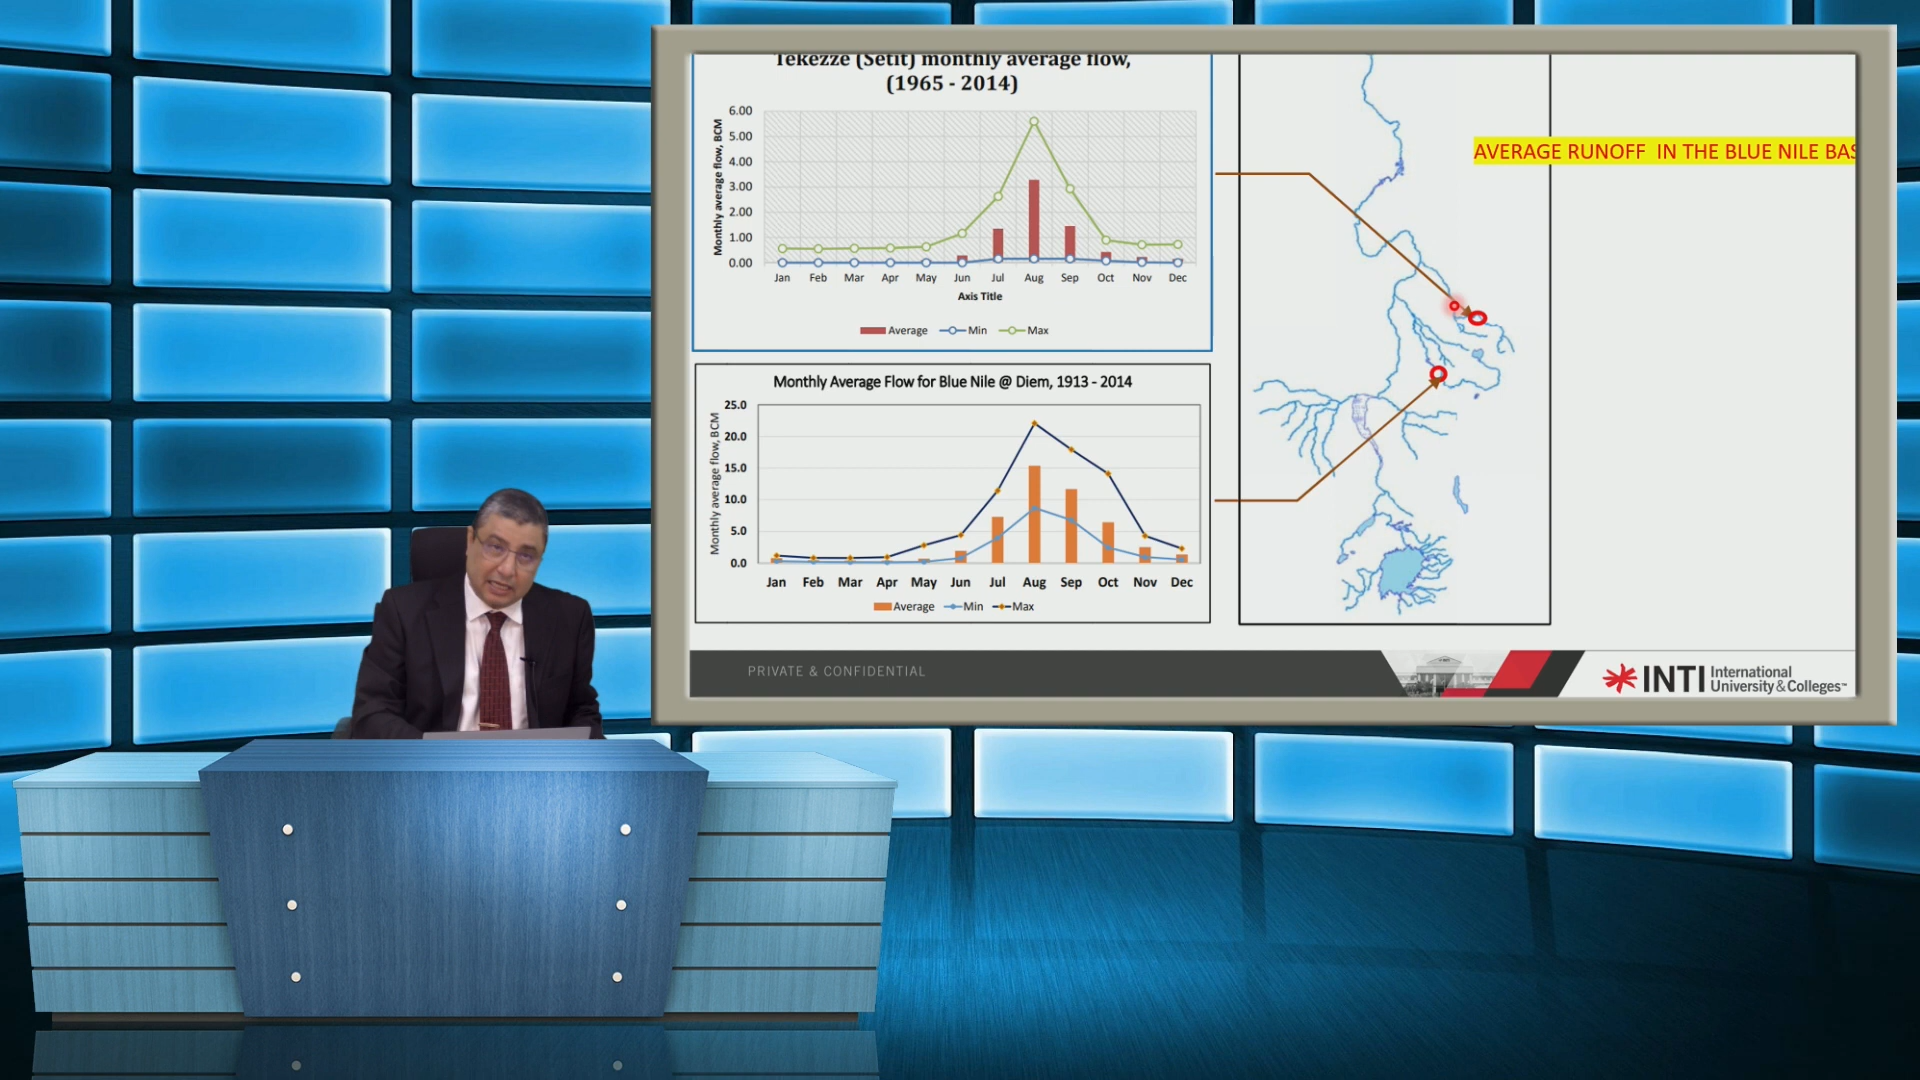 Tekezze (Setit) monthly average flow,
(1965 - 2014)
Monthly average flow, BCM
6.00
5.00
4.00
3.00
2.00
1.00
0.00
Jan Feb Mar Apr May Jun Jul Aug Sep Oct Nov Dec
Axis Title
Average Min Max
Monthly Average Flow for Blue Nile @ Diem, 1913 - 2014
Monthly average flow, BCM
25.0
20.0
15.0
10.0
5.0
0.0
Jan Feb Mar Apr May Jun Jul Aug Sep Oct Nov Dec
Average Min Max
AVERAGE RUNOFF IN THE BLUE NILE BAS
PRIVATE & CONFIDENTIAL
INTI International
University & Colleges™